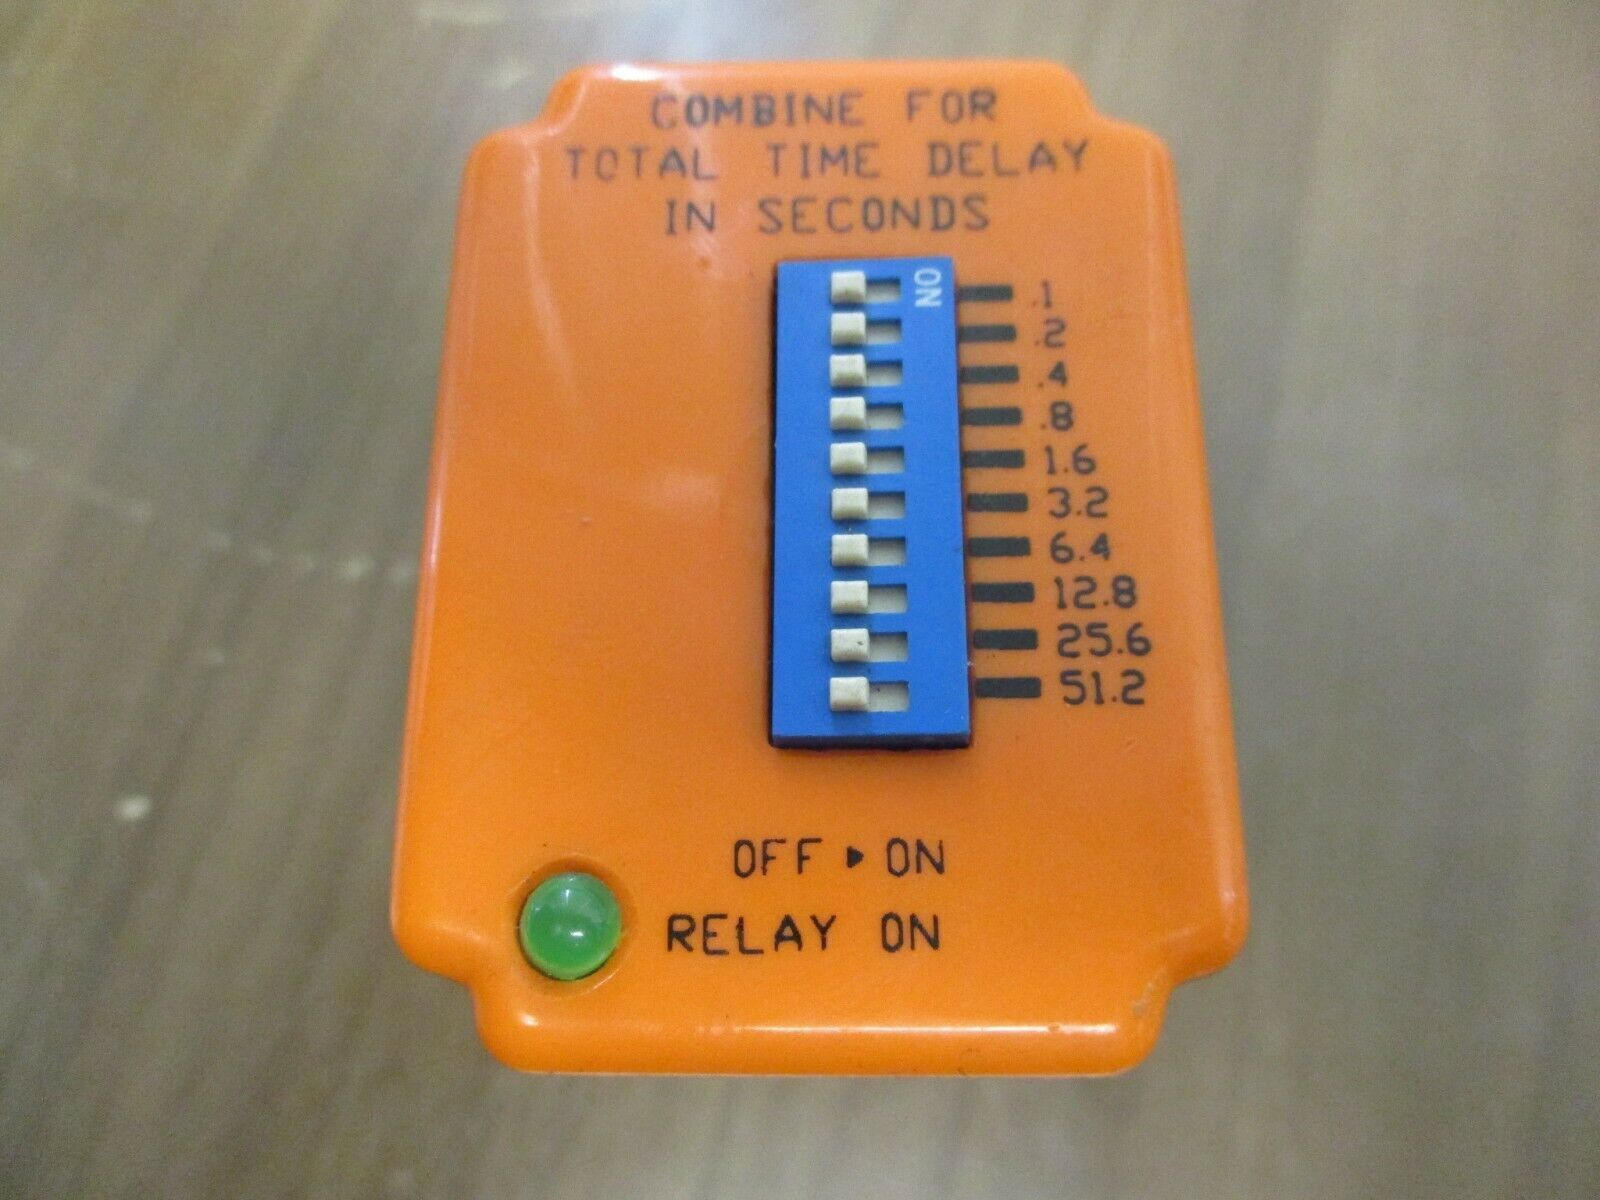 COMBINE FOR
TOTAL TIME DELAY
IN SECONDS
ON
.1
.2
.4
.8
1.6
3.2
6.4
12.8
25.6
51.2
OFF ▸ ON
RELAY ON